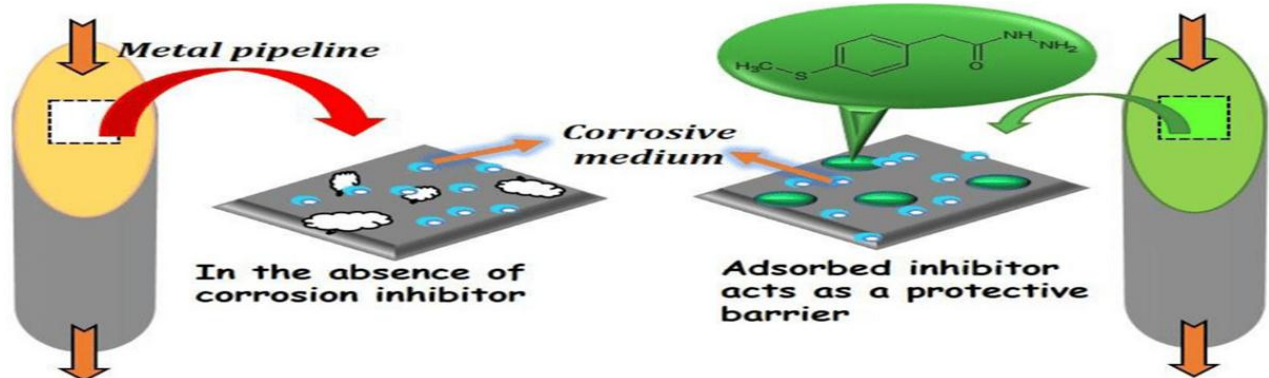 Metal pipeline
NH
NH₂
H₃C
S
O
Corrosive
medium
In the absence of
corrosion inhibitor
Adsorbed inhibitor
acts as a protective
barrier